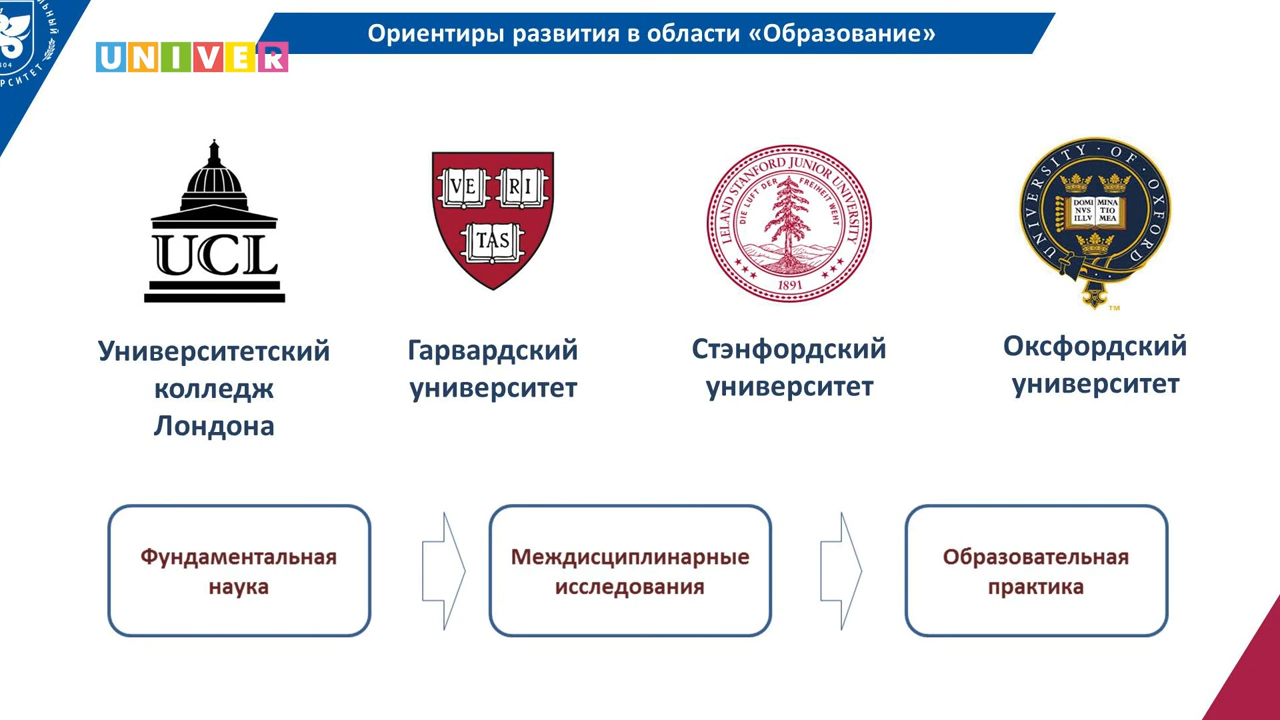 Ориентиры развития в области «Образование»
UNIVER
UCL
VE RI
TAS
LELAND STANFORD JUNIOR UNIVERSITY
DIE LUFT DER FREIHEIT WEHT
1891
UNIVERSITY · OF · OXFORD
DOMI MINA
NVS TIO
ILLV MEA
TM
Университетский
колледж
Лондона
Гарвардский
университет
Стэнфордский
университет
Оксфордский
университет
Фундаментальная
наука
Междисциплинарные
исследования
Образовательная
практика